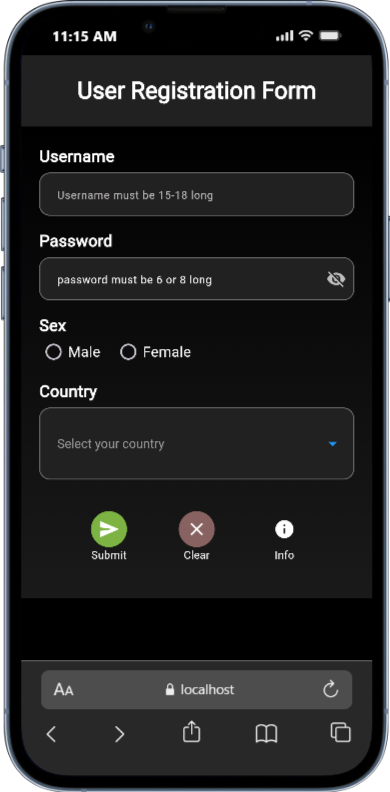 11:15 AM
User Registration Form
Username
Username must be 15-18 long
Password
password must be 6 or 8 long
Sex
Male Female
Country
Select your country
Submit Clear Info
AA localhost